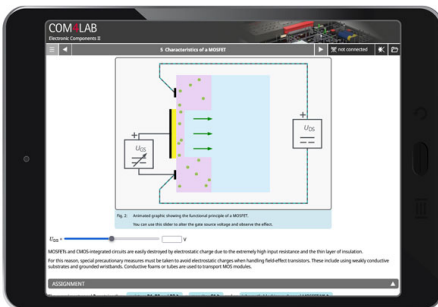 COM4LAB
Electronic Components II
5 Characteristics of a MOSFET
not connected
+
U_GS
+
U_DS
Fig. 2: Animated graphic showing the functional principle of a MOSFET.
You can use this slider to alter the gate source voltage and observe the effect.
U_GS =
V
MOSFETs and CMOS-integrated circuits are easily destroyed by electrostatic charge due to the extremely high input resistance and the thin layer of insulation.
For this reason, special precautionary measures must be taken to avoid electrostatic charges when handling field-effect transistors. These include using weakly conductive
substrates and grounded wristbands. Conductive foams or tubes are used to transport MOS modules.
ASSIGNMENT